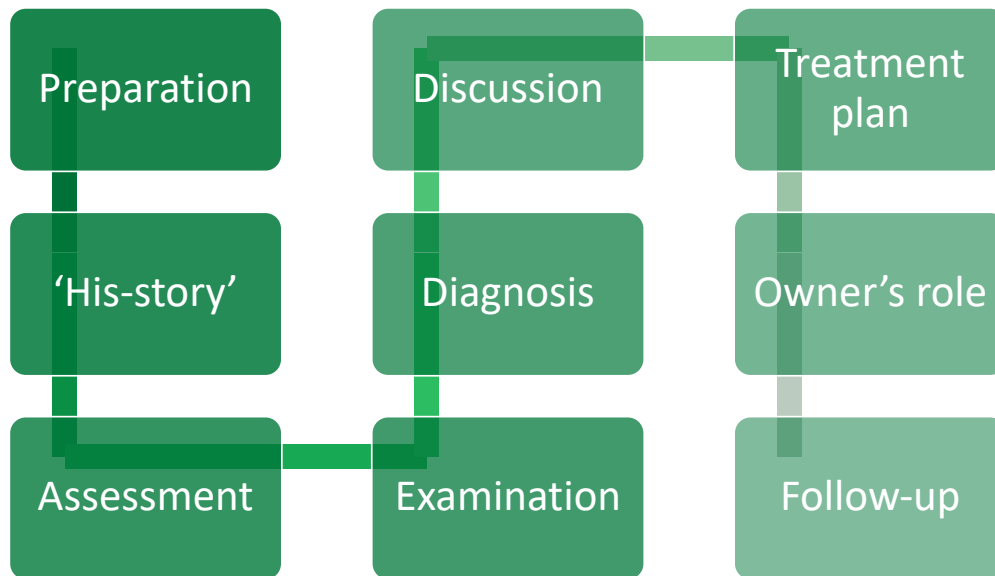 Preparation
‘His-story’
Assessment
Examination
Diagnosis
Discussion
Treatment
plan
Owner’s role
Follow-up